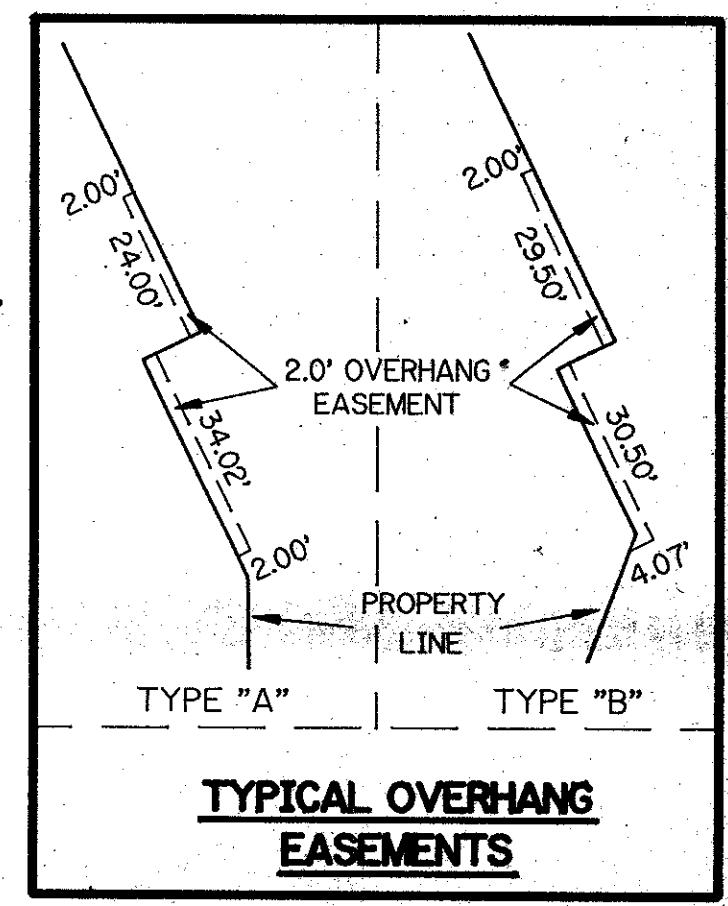 2.00'
24.00'
34.02'
2.00'
2.00'
29.50'
30.50'
4.07'
2.0' OVERHANG
EASEMENT
PROPERTY
LINE
TYPE "A"
TYPE "B"
TYPICAL OVERHANG
EASEMENTS